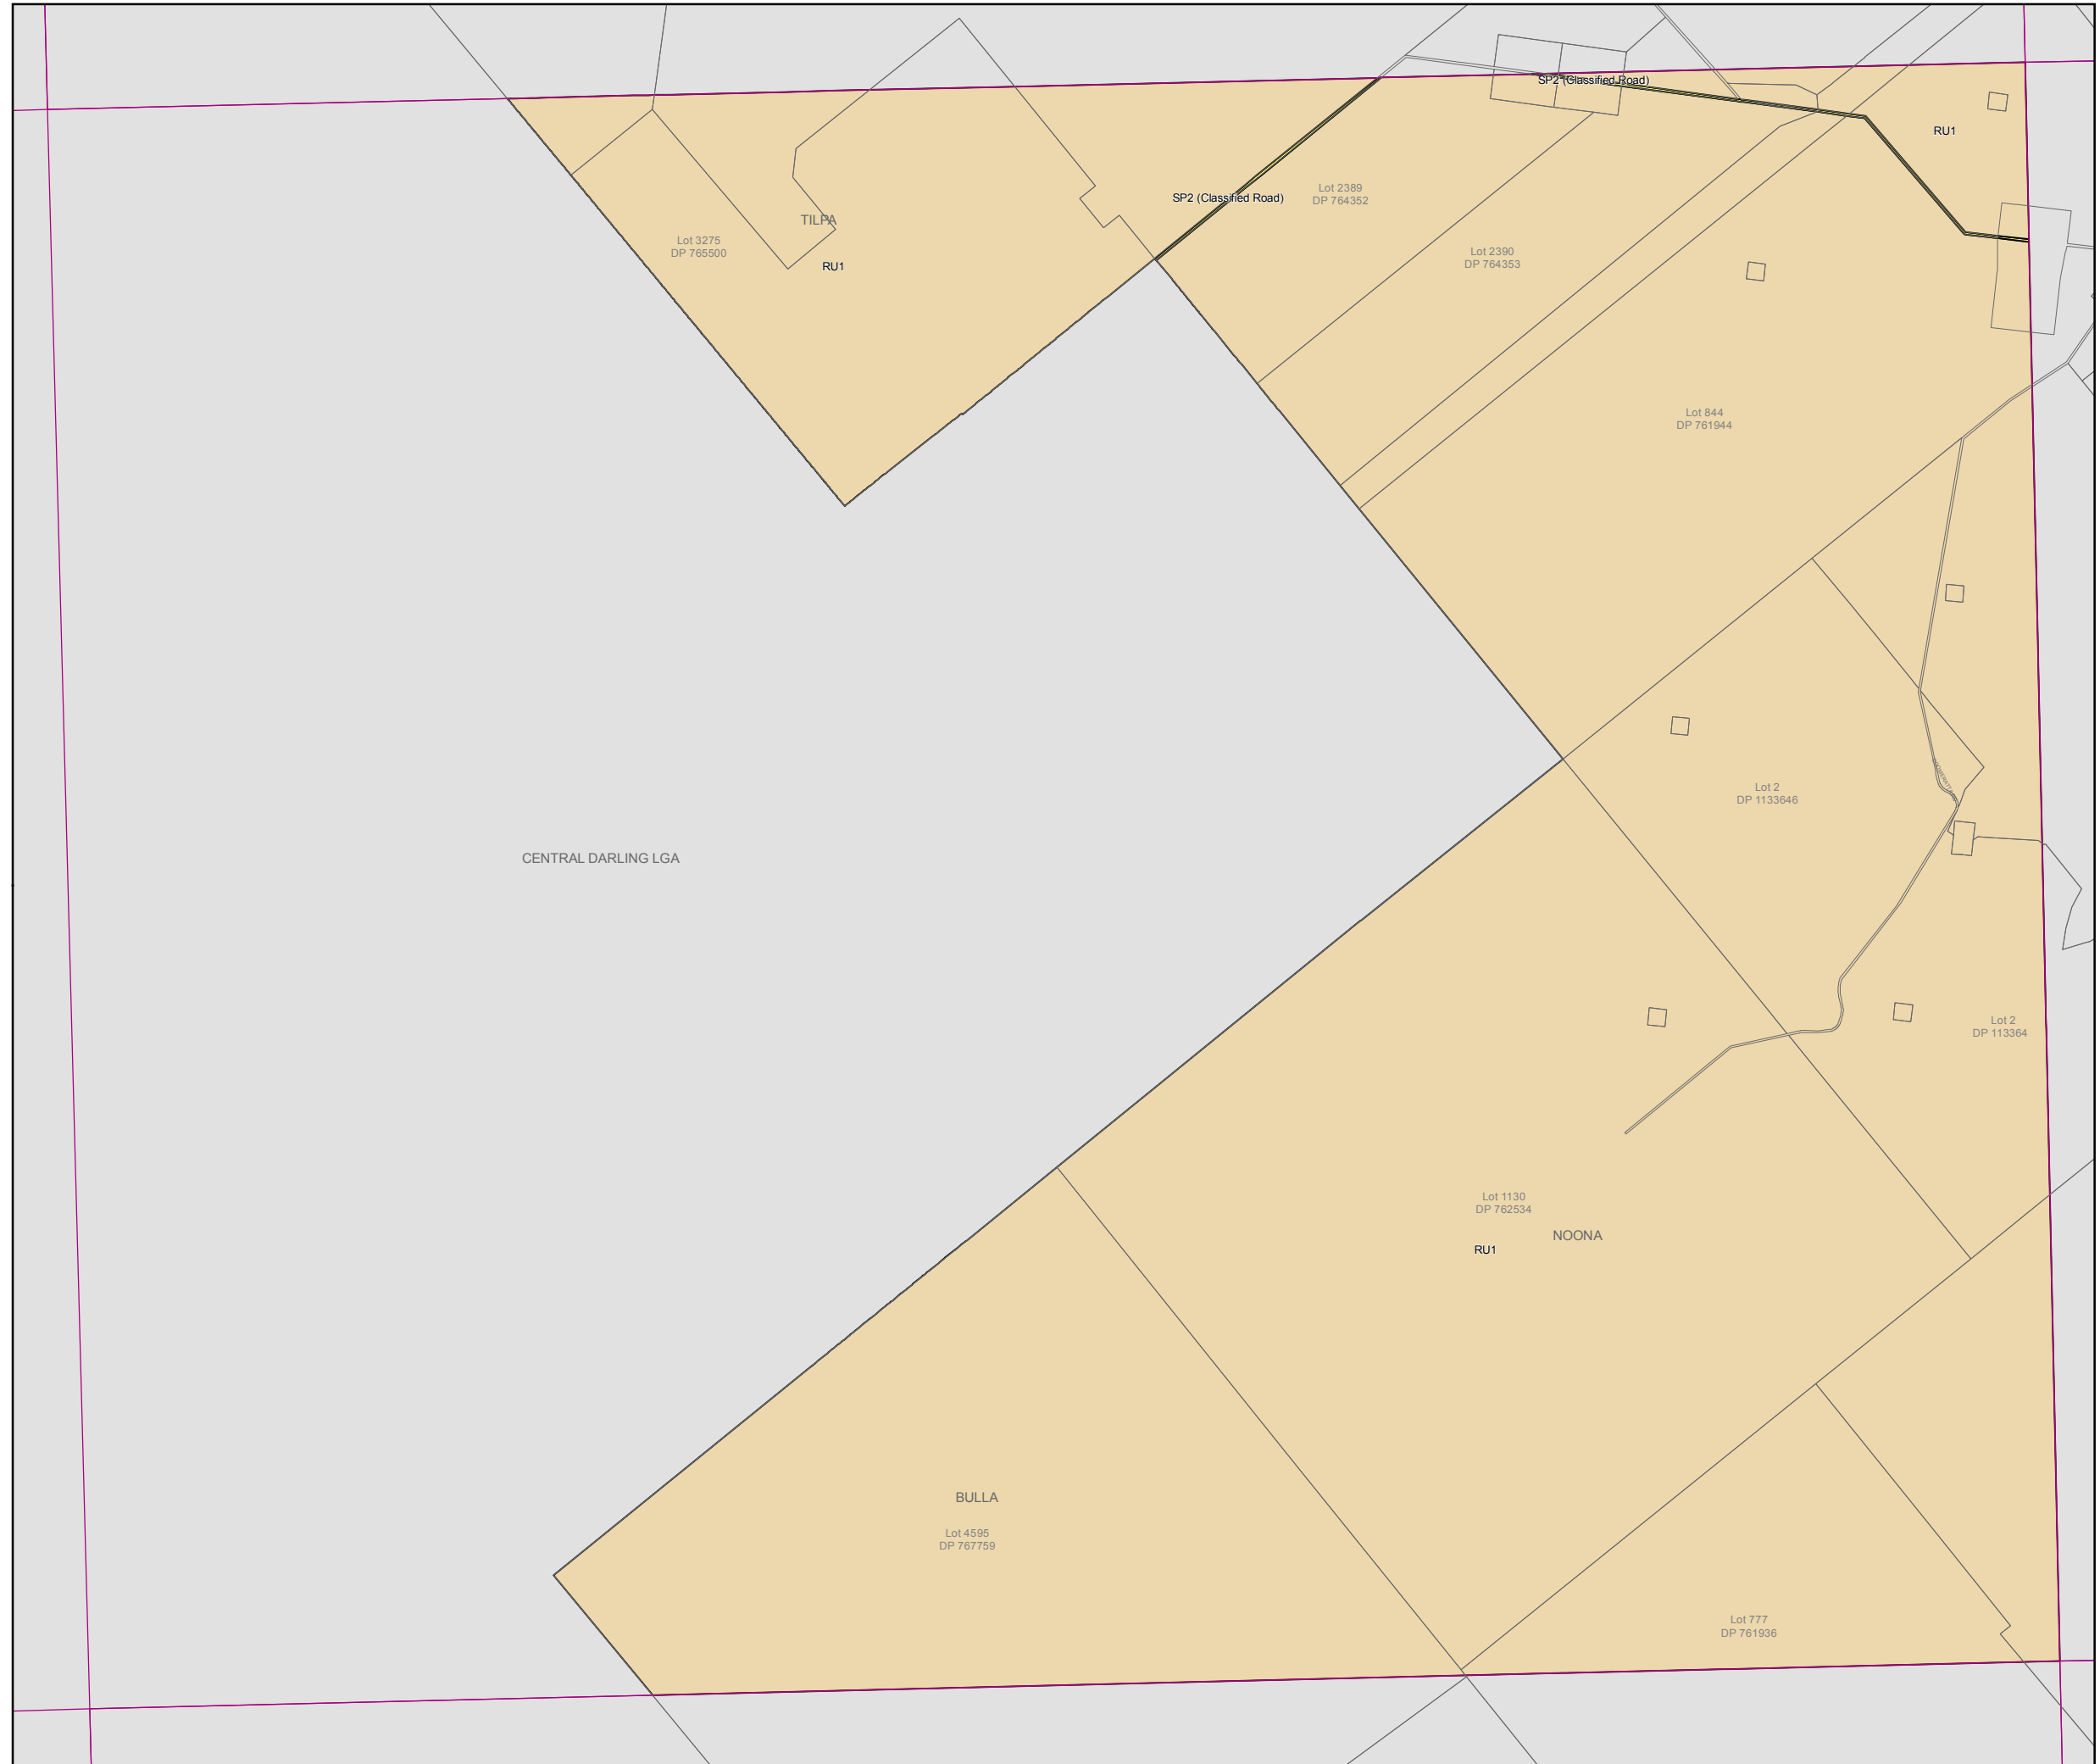 SP2 (Classified Road)
RU1
Lot 2389
DP 764352
SP2 (Classified Road)
TILPA
Lot 3275
DP 765500
RU1
Lot 2390
DP 764353
Lot 844
DP 761944
Lot 2
DP 1133646
CENTRAL DARLING LGA
Lot 2
DP 113364
Lot 1130
DP 762534
NOONA
RU1
BULLA
Lot 4595
DP 767759
Lot 777
DP 761936